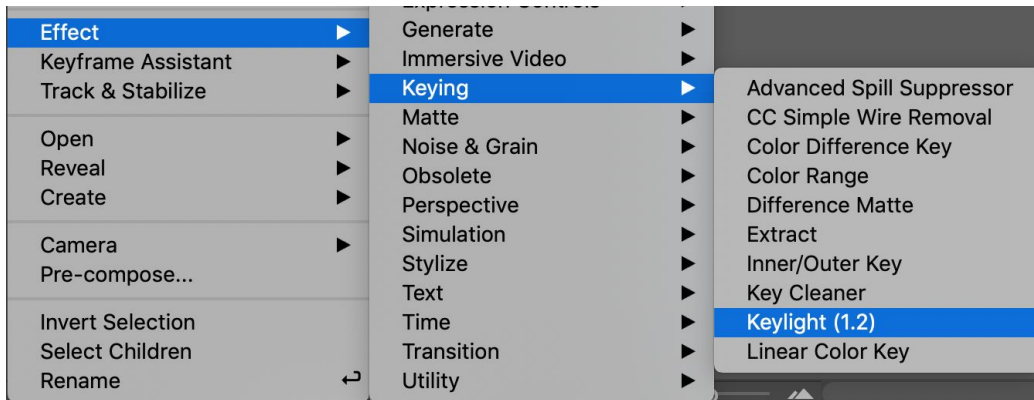 Effect
Keyframe Assistant
Track & Stabilize
Open
Reveal
Create
Camera
Pre-compose...
Invert Selection
Select Children
Rename
Expression Controls
Generate
Immersive Video
Keying
Matte
Noise & Grain
Obsolete
Perspective
Simulation
Stylize
Text
Time
Transition
Utility
Advanced Spill Suppressor
CC Simple Wire Removal
Color Difference Key
Color Range
Difference Matte
Extract
Inner/Outer Key
Key Cleaner
Keylight (1.2)
Linear Color Key